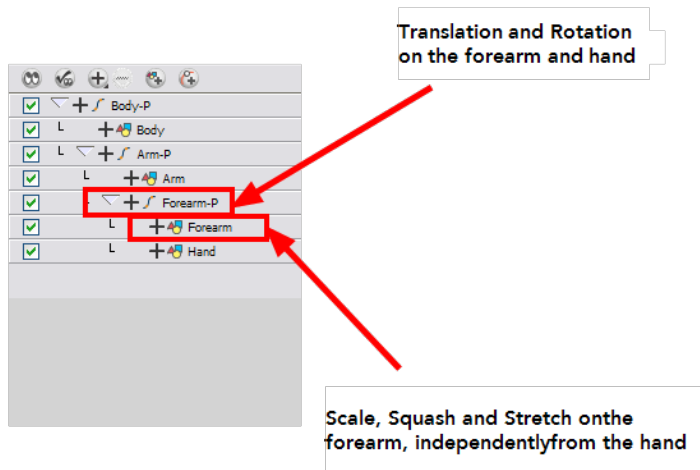 Translation and Rotation
on the forearm and hand
Body-P
Body
Arm-P
Arm
Forearm-P
Forearm
Hand
Scale, Squash and Stretch onthe
forearm, independentlyfrom the hand